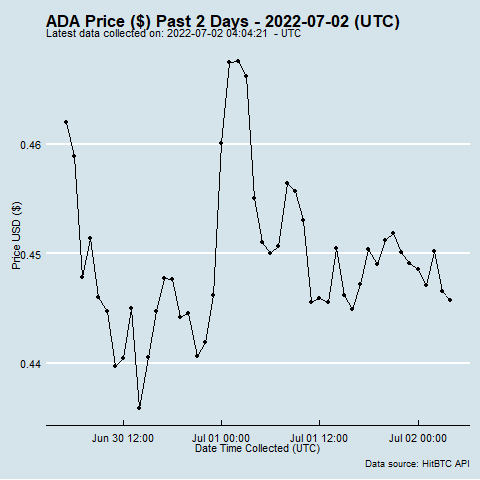 ADA Price ($) Past 2 Days - 2022-07-02 (UTC)
Latest data collected on: 2022-07-02 04:04:21 - UTC
0.46
0.45
0.44
Price USD ($)
Jun 30 12:00 Jul 01 00:00 Jul 01 12:00 Jul 02 00:00
Date Time Collected (UTC)
Data source: HitBTC API